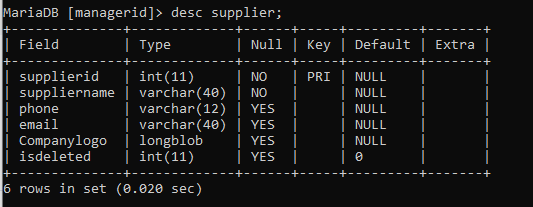 MariaDB [managerid]> desc supplier;
+--------------+-------------+------+-----+---------+-------+
| Field        | Type        | Null | Key | Default | Extra |
+--------------+-------------+------+-----+---------+-------+
| supplierid   | int(11)     | NO   | PRI | NULL    |       |
| suppliername | varchar(40) | NO   |     | NULL    |       |
| phone        | varchar(12) | YES  |     | NULL    |       |
| email        | varchar(40) | YES  |     | NULL    |       |
| Companylogo  | longblob    | YES  |     | NULL    |       |
| isdeleted    | int(11)     | YES  |     | 0       |       |
+--------------+-------------+------+-----+---------+-------+
6 rows in set (0.020 sec)